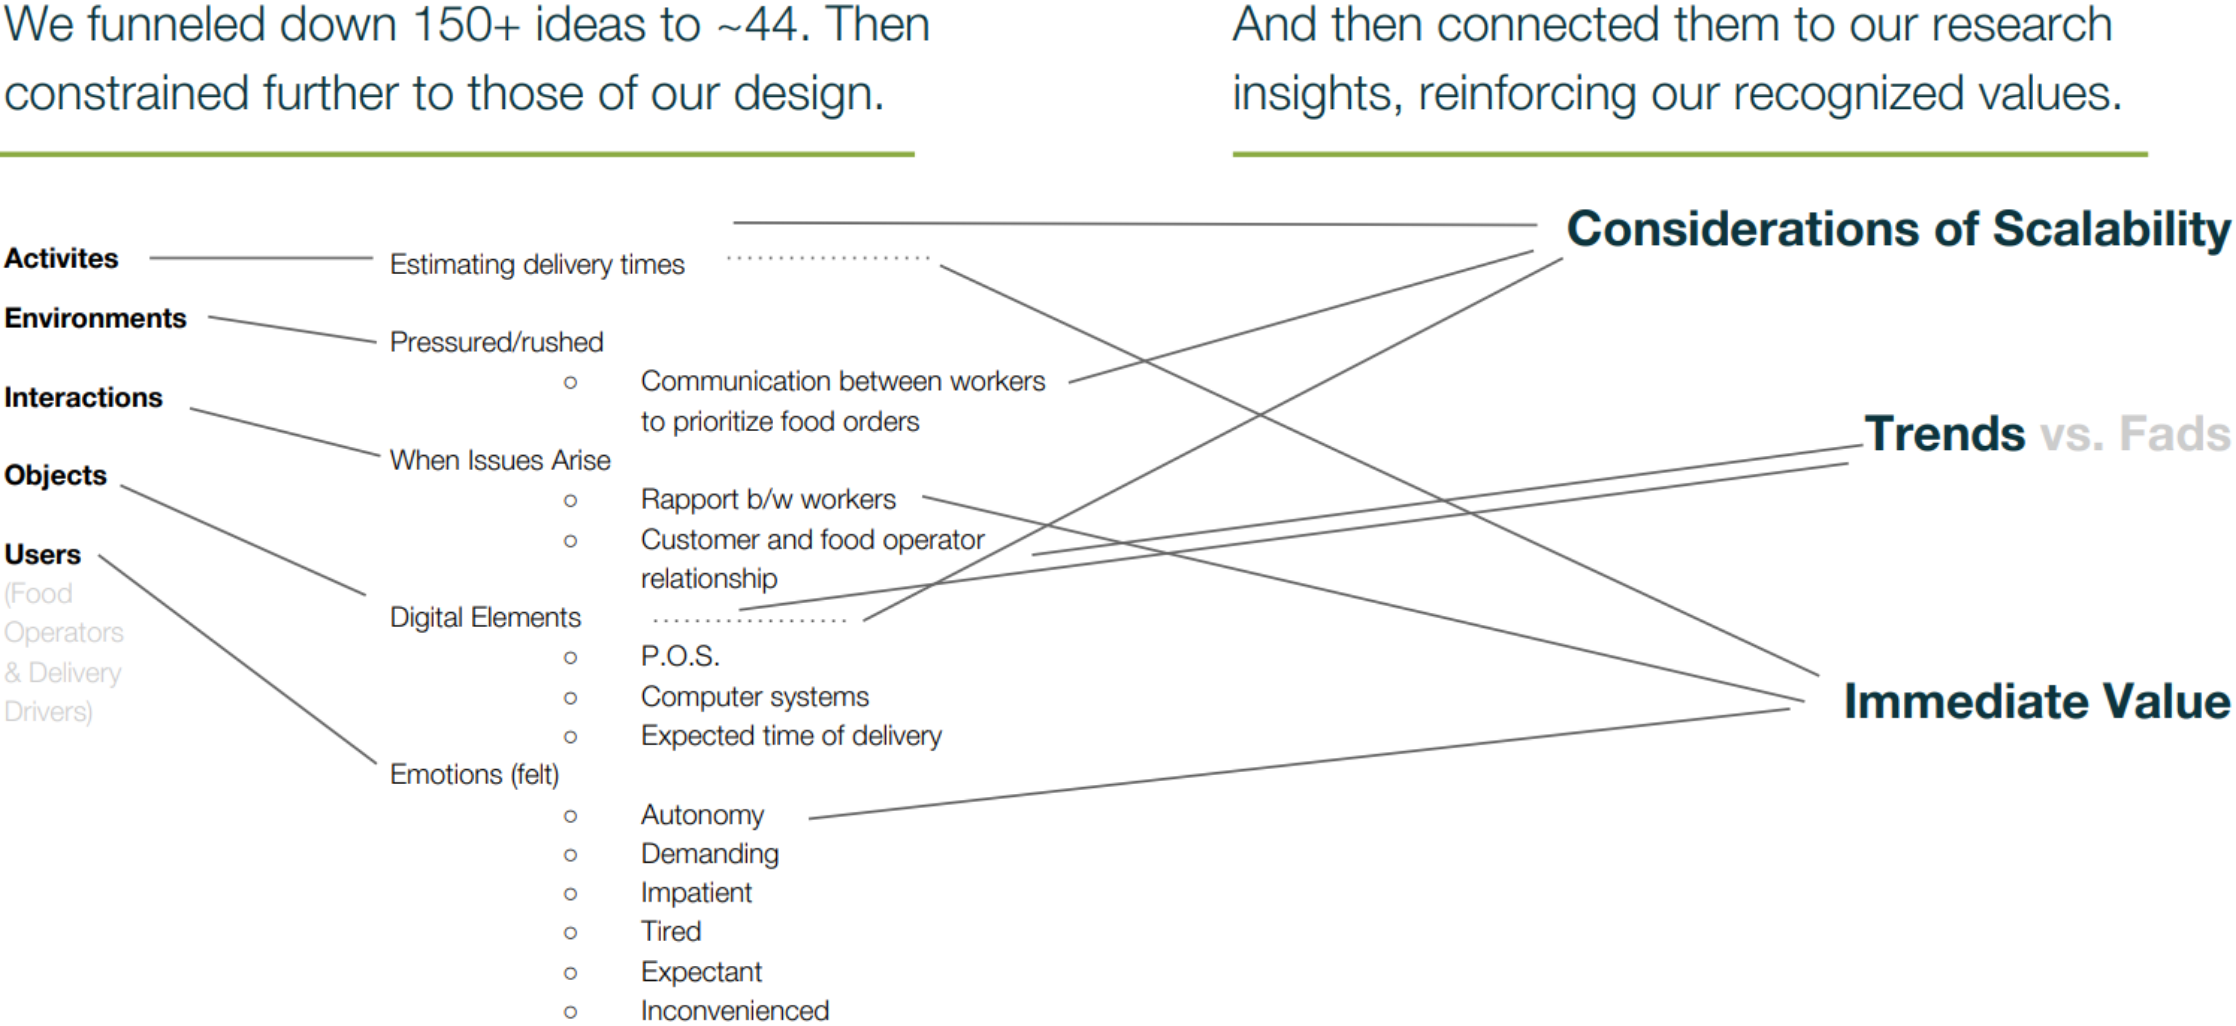 We funneled down 150+ ideas to ~44. Then
constrained further to those of our design.
And then connected them to our research
insights, reinforcing our recognized values.
Activites
Environments
Interactions
Objects
Users
(Food
Operators
& Delivery
Drivers)
Estimating delivery times
Pressured/rushed
Communication between workers
to prioritize food orders
When Issues Arise
Rapport b/w workers
Customer and food operator
relationship
Digital Elements
P.O.S.
Computer systems
Expected time of delivery
Emotions (felt)
Autonomy
Demanding
Impatient
Tired
Expectant
Inconvenienced
Considerations of Scalability
Trends vs. Fads
Immediate Value